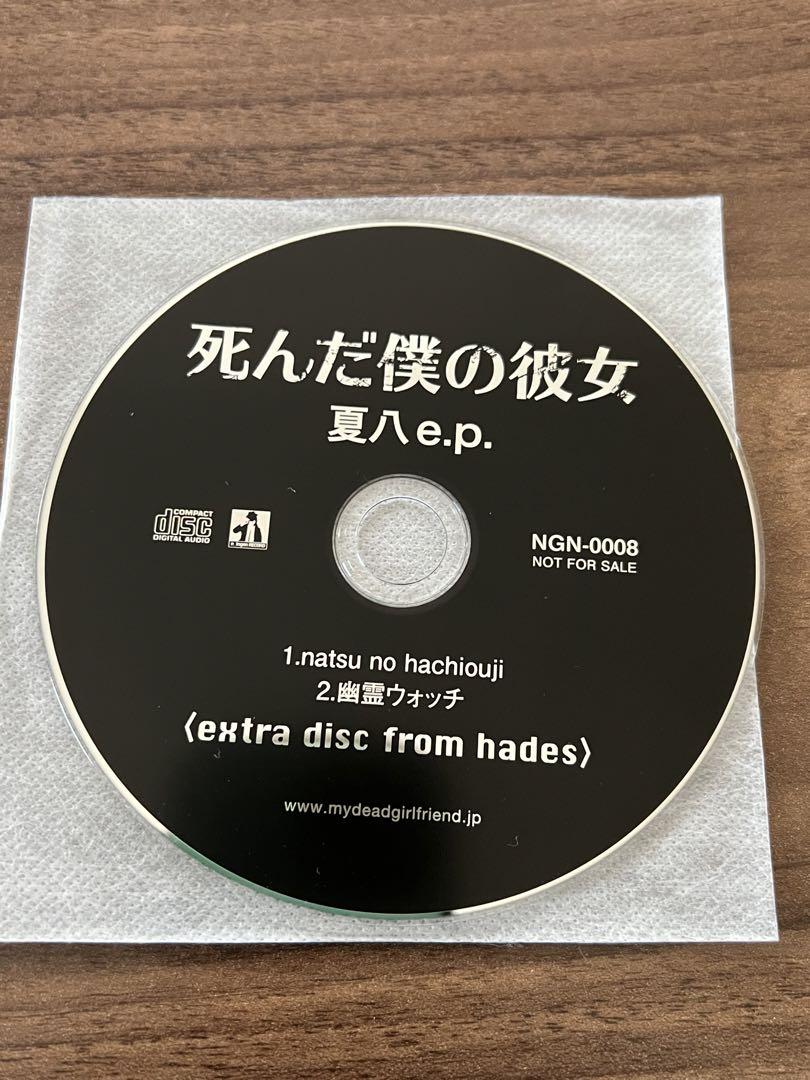 死んだ僕の彼女
夏八 e.p.
COMPACT
disc
DIGITAL AUDIO
NGN-0008
NOT FOR SALE
1.natsu no hachiouji
2.幽霊ウォッチ
〈extra disc from hades〉
www.mydeadgirlfriend.jp